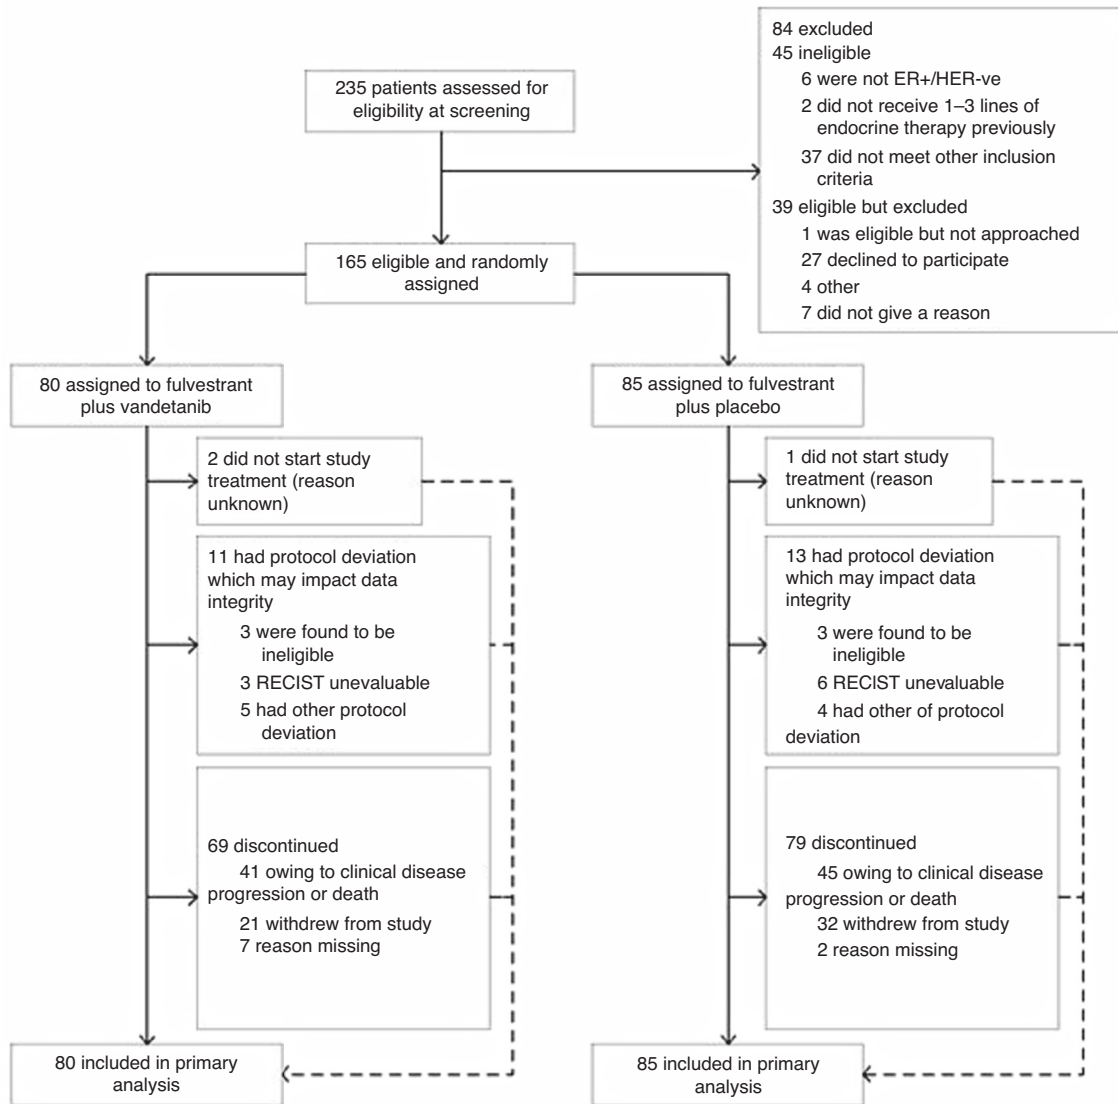 235 patients assessed for
eligibility at screening
84 excluded
45 ineligible
6 were not ER+/HER-ve
2 did not receive 1–3 lines of
endocrine therapy previously
37 did not meet other inclusion
criteria
39 eligible but excluded
1 was eligible but not approached
27 declined to participate
4 other
7 did not give a reason
165 eligible and randomly
assigned
80 assigned to fulvestrant
plus vandetanib
2 did not start study
treatment (reason
unknown)
11 had protocol deviation
which may impact data
integrity
3 were found to be
ineligible
3 RECIST unevaluable
5 had other protocol
deviation
69 discontinued
41 owing to clinical disease
progression or death
21 withdrew from study
7 reason missing
80 included in primary
analysis
85 assigned to fulvestrant
plus placebo
1 did not start study
treatment (reason
unknown)
13 had protocol deviation
which may impact data
integrity
3 were found to be
ineligible
6 RECIST unevaluable
4 had other of protocol
deviation
79 discontinued
45 owing to clinical disease
progression or death
32 withdrew from study
2 reason missing
85 included in primary
analysis